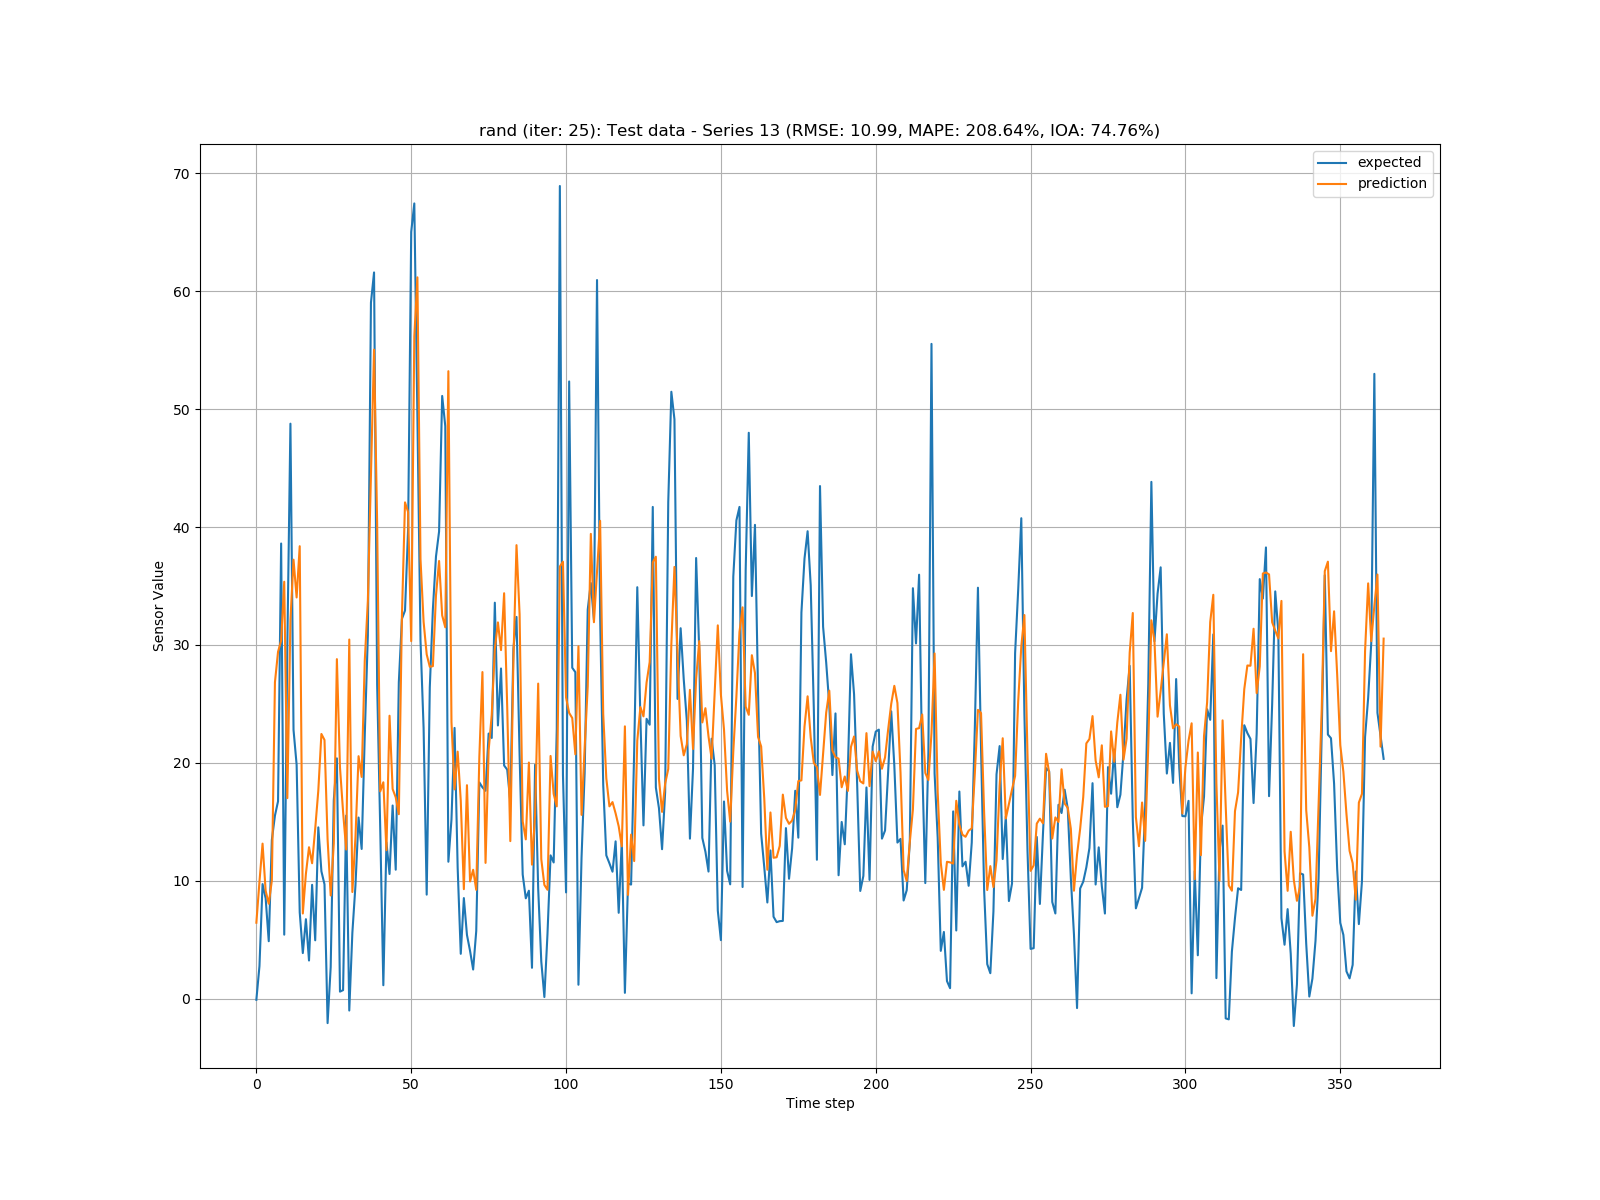 rand (iter: 25): Test data - Series 13 (RMSE: 10.99, MAPE: 208.64%, IOA: 74.76%)
expected
prediction
70
60
50
40
30
20
10
0
Sensor Value
0 50 100 150 200 250 300 350
Time step